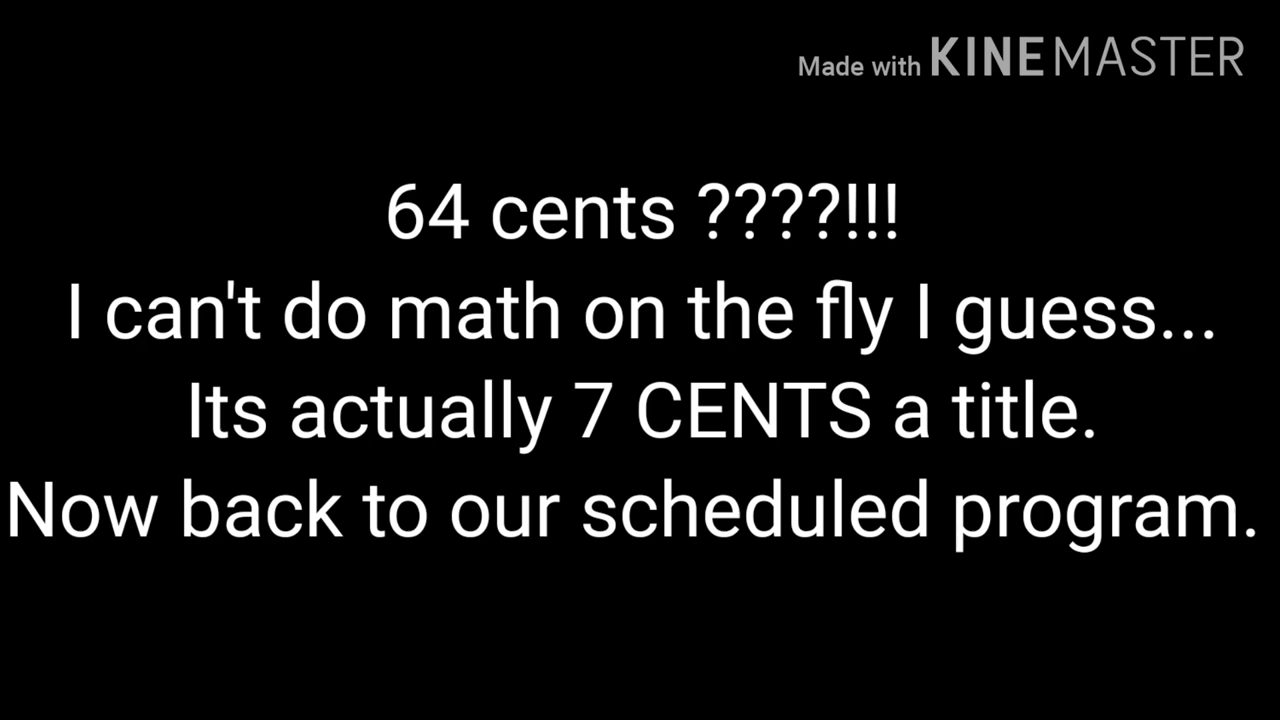 Made with KINEMASTER
64 cents ????!!!
I can't do math on the fly I guess...
Its actually 7 CENTS a title.
Now back to our scheduled program.